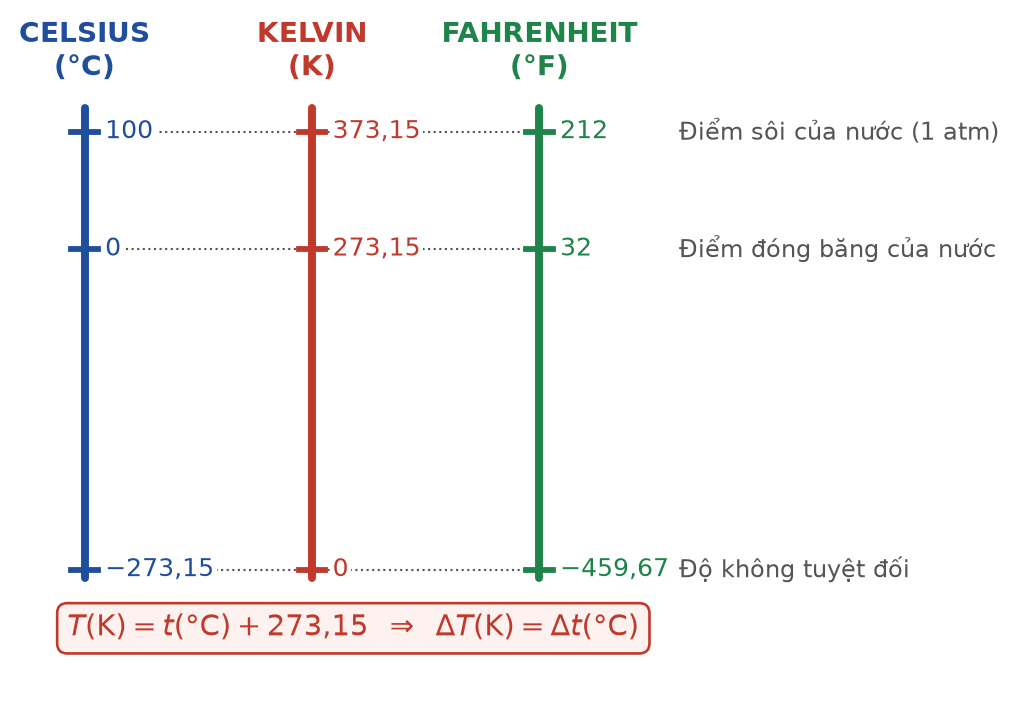 CELSIUS
(°C)
KELVIN
(K)
FAHRENHEIT
(°F)
100 373,15 212 Điểm sôi của nước (1 atm)
0 273,15 32 Điểm đóng băng của nước
−273,15 0 −459,67 Độ không tuyệt đối
T(K) = t(°C) + 273,15 ⇒ ΔT(K) = Δt(°C)